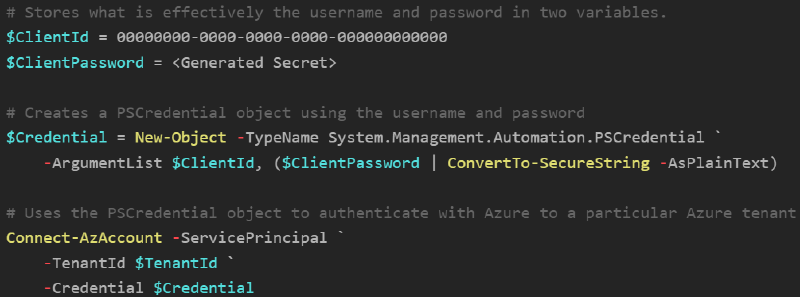 # Stores what is effectively the username and password in two variables.
$ClientId = 00000000-0000-0000-0000-000000000000
$ClientPassword = <Generated Secret>
# Creates a PSCredential object using the username and password
$Credential = New-Object -TypeName System.Management.Automation.PSCredential `
-ArgumentList $ClientId, ($ClientPassword | ConvertTo-SecureString -AsPlainText)
# Uses the PSCredential object to authenticate with Azure to a particular Azure tenant
Connect-AzAccount -ServicePrincipal `
-TenantId $TenantId `
-Credential $Credential